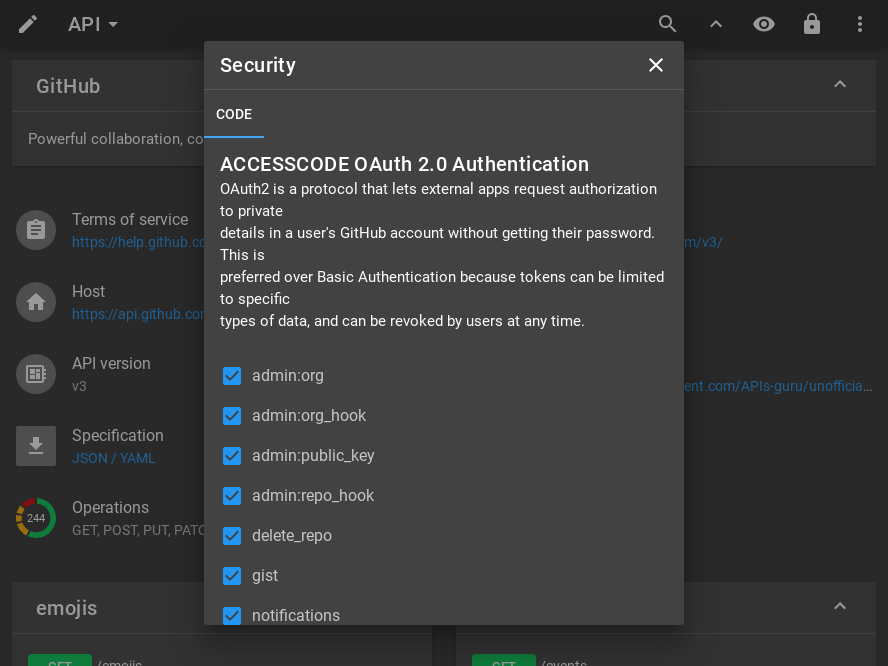 API
Security
GitHub
CODE
Powerful collaboration, co
ACCESSCODE OAuth 2.0 Authentication
OAuth2 is a protocol that lets external apps request authorization
to private
details in a user's GitHub account without getting their password.
This is
preferred over Basic Authentication because tokens can be limited
to specific
types of data, and can be revoked by users at any time.
Terms of service
https://help.github.co
m/v3/
Host
https://api.github.com
API version
v3
ent.com/APIs-guru/unofficia...
Specification
JSON / YAML
Operations
244
GET, POST, PUT, PATC
admin:org
admin:org_hook
admin:public_key
admin:repo_hook
delete_repo
gist
notifications
emojis
GET /emojis
GET /events